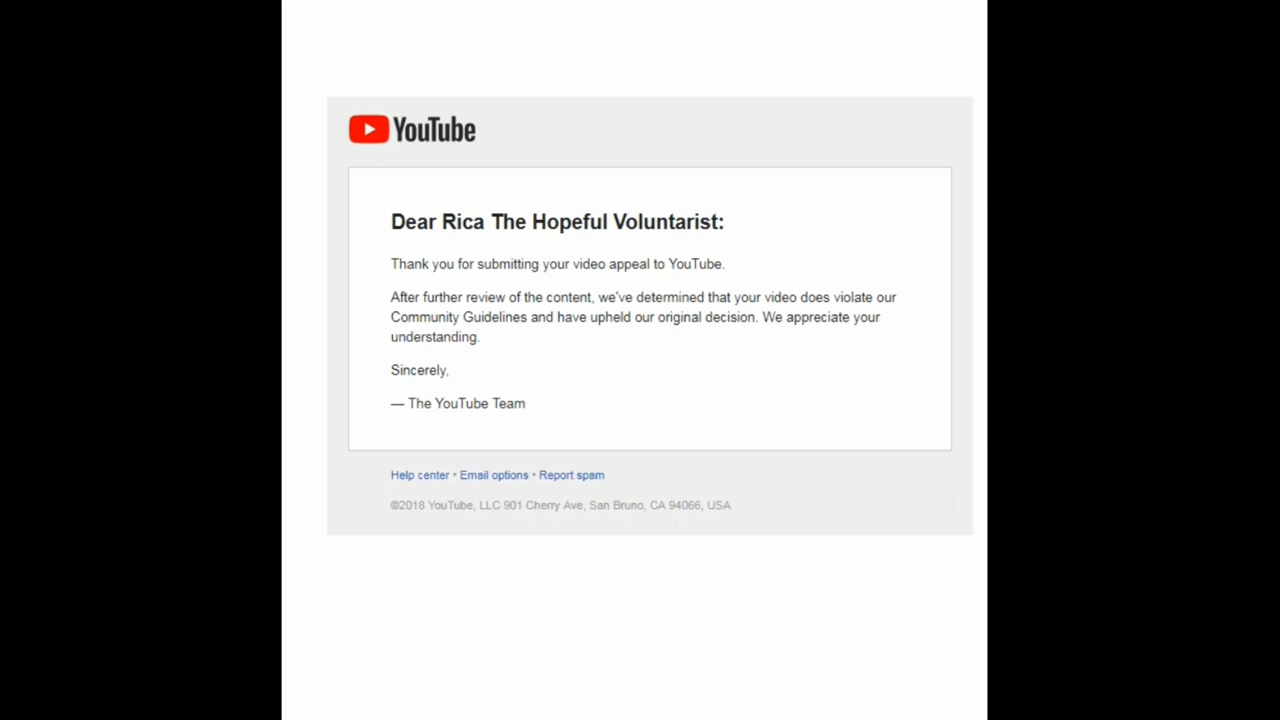 YouTube
Dear Rica The Hopeful Voluntarist:
Thank you for submitting your video appeal to YouTube.
After further review of the content, we've determined that your video does violate our
Community Guidelines and have upheld our original decision. We appreciate your
understanding.
Sincerely,
— The YouTube Team
Help center • Email options • Report spam
©2018 YouTube, LLC 901 Cherry Ave, San Bruno, CA 94066, USA